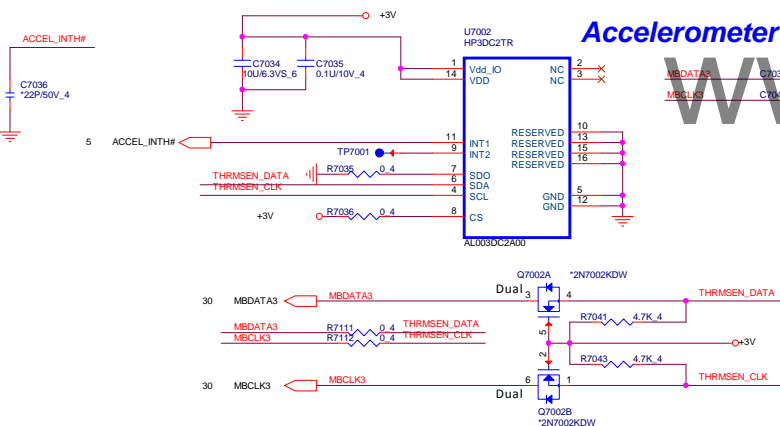 +3V
ACCEL_INTH#
U7002
HP3DC2TR
Accelerometer
C7034
10U/6.3VS_6
C7035
0.1U/10V_4
C7036
*22P/50V_4
1 Vdd_IO NC 2
14 VDD NC 3
MBDATA3
MBCLK3
5 ACCEL_INTH#
TP7001
11 INT1
9 INT2
RESERVED 10
RESERVED 13
RESERVED 15
RESERVED 16
R7035 0_4
7 SDO
THRMSEN_DATA 6 SDA
THRMSEN_CLK 4 SCL
GND 5
GND 12
+3V R7036 0_4 8 CS
AL003DC2A00
Q7002A *2N7002KDW
30 MBDATA3 MBDATA3 Dual 3 4 THRMSEN_DATA
5
R7041 4.7K_4
MBDATA3 R7111 0_4 THRMSEN_DATA
MBCLK3 R7112 0_4 THRMSEN_CLK
+3V
2
R7043 4.7K_4
30 MBCLK3 MBCLK3 6 1 THRMSEN_CLK
Dual
Q7002B
*2N7002KDW